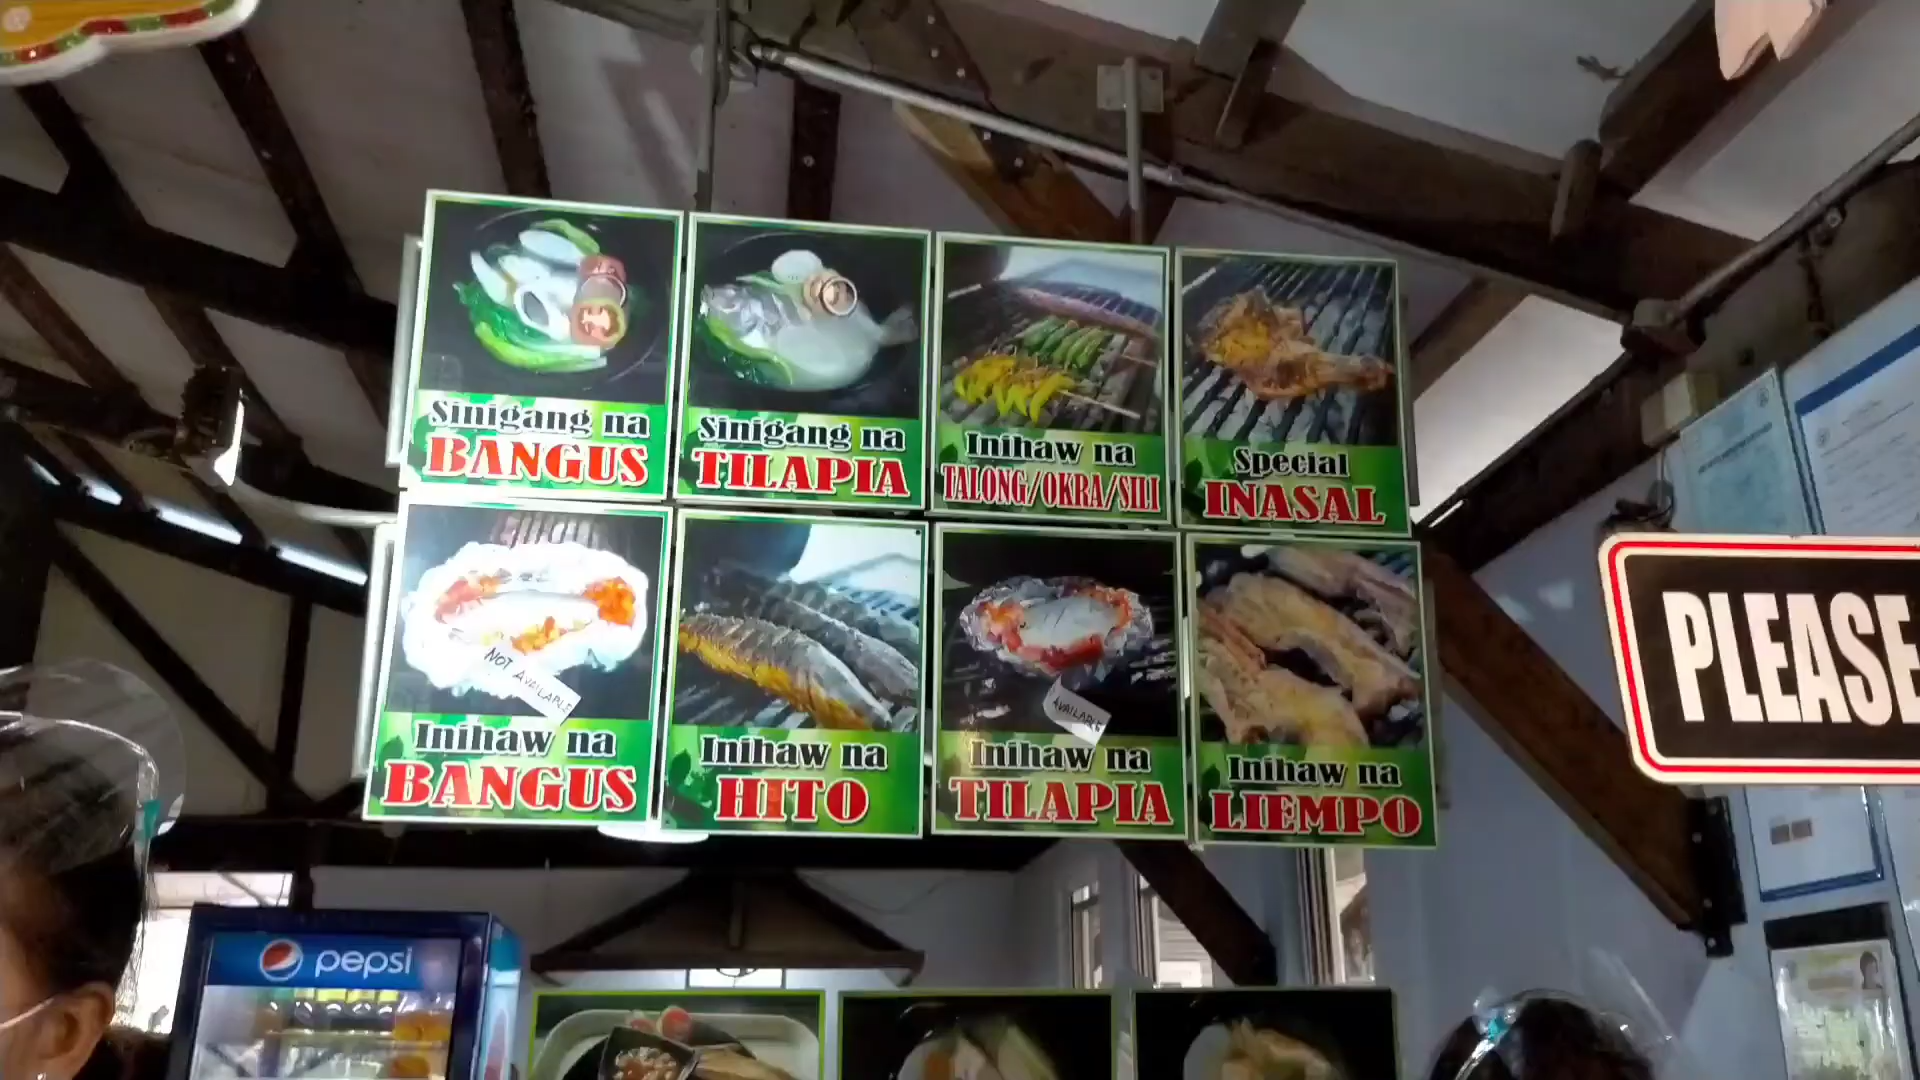 Sinigang na
BANGUS
Sinigang na
TILAPIA
Inihaw na
TALONG/OKRA/SILI
Special
INASAL
NOT AVAILABLE
Inihaw na
BANGUS
Inihaw na
HITO
AVAILABLE
Inihaw na
TILAPIA
Inihaw na
LIEMPO
PLEASE
pepsi